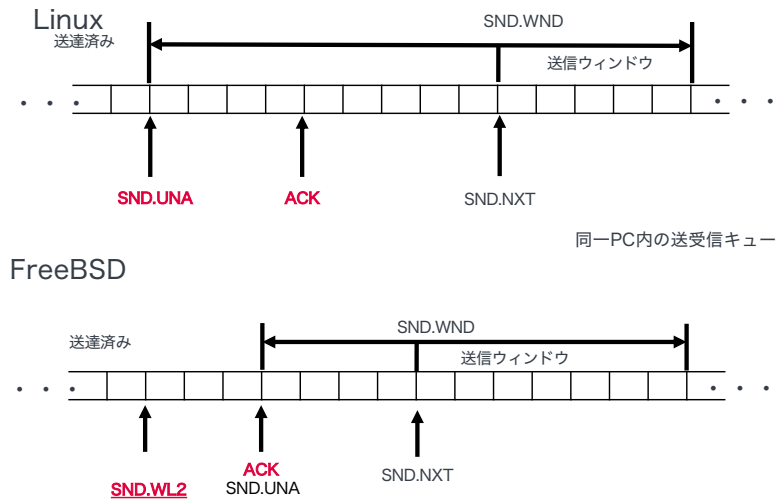 Linux
送達済み
SND.WND
送信ウィンドウ
・・・
・・・
SND.UNA
ACK
SND.NXT
同一PC内の送受信キュー
FreeBSD
送達済み
SND.WND
送信ウィンドウ
・・・
・・・
SND.WL2
ACK
SND.UNA
SND.NXT